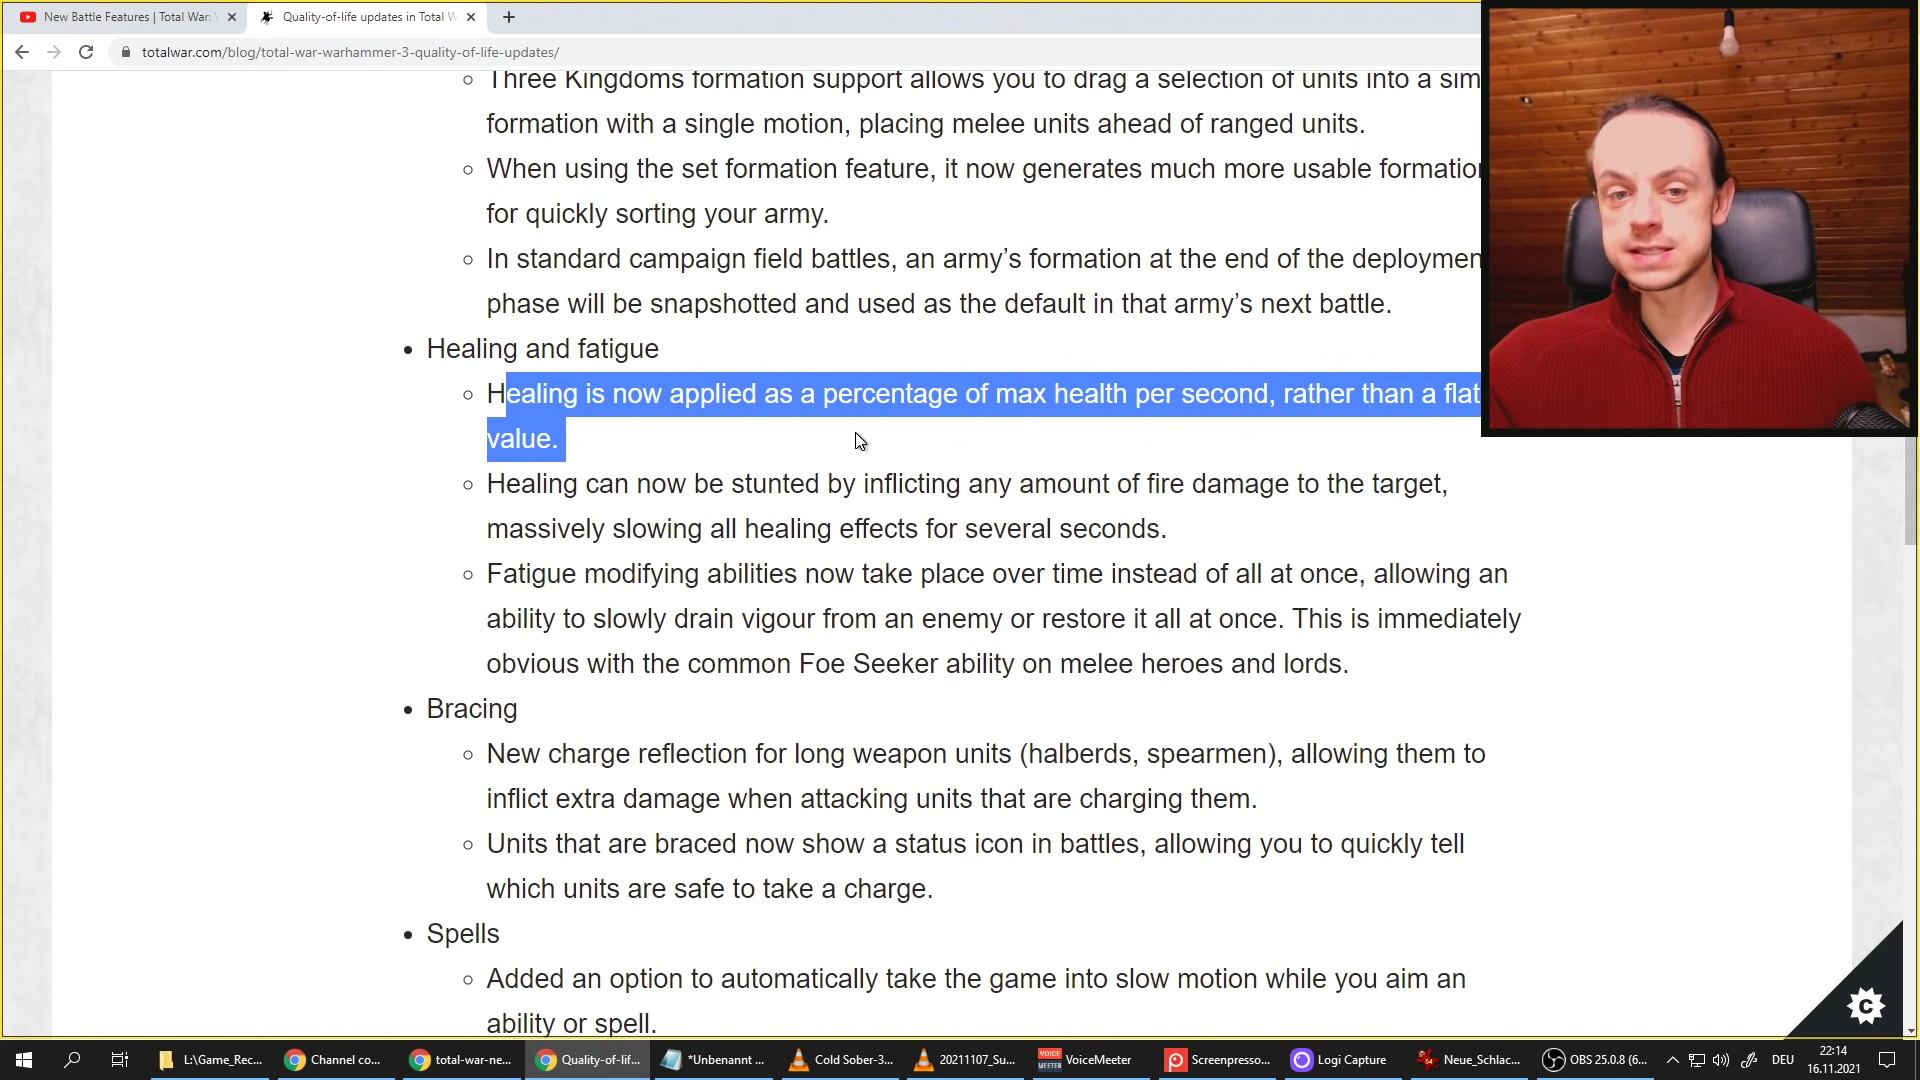 New Battle Features | Total War:
Quality-of-life updates in Total W
totalwar.com/blog/total-war-warhammer-3-quality-of-life-updates/
Three Kingdoms formation support allows you to drag a selection of units into a sim
formation with a single motion, placing melee units ahead of ranged units.
When using the set formation feature, it now generates much more usable formation
for quickly sorting your army.
In standard campaign field battles, an army’s formation at the end of the deploymen
phase will be snapshotted and used as the default in that army’s next battle.
Healing and fatigue
Healing is now applied as a percentage of max health per second, rather than a flat
value.
Healing can now be stunted by inflicting any amount of fire damage to the target,
massively slowing all healing effects for several seconds.
Fatigue modifying abilities now take place over time instead of all at once, allowing an
ability to slowly drain vigour from an enemy or restore it all at once. This is immediately
obvious with the common Foe Seeker ability on melee heroes and lords.
Bracing
New charge reflection for long weapon units (halberds, spearmen), allowing them to
inflict extra damage when attacking units that are charging them.
Units that are braced now show a status icon in battles, allowing you to quickly tell
which units are safe to take a charge.
Spells
Added an option to automatically take the game into slow motion while you aim an
ability or spell.
L:\Game_Rec...
Channel co...
total-war-ne...
Quality-of-lif...
*Unbenannt ...
Cold Sober-3...
20211107_Su...
VOICE MEETER
VoiceMeeter
Screenpresso...
Logi Capture
Neue_Schlac...
OBS 25.0.8 (6...
DEU
22:14
16.11.2021